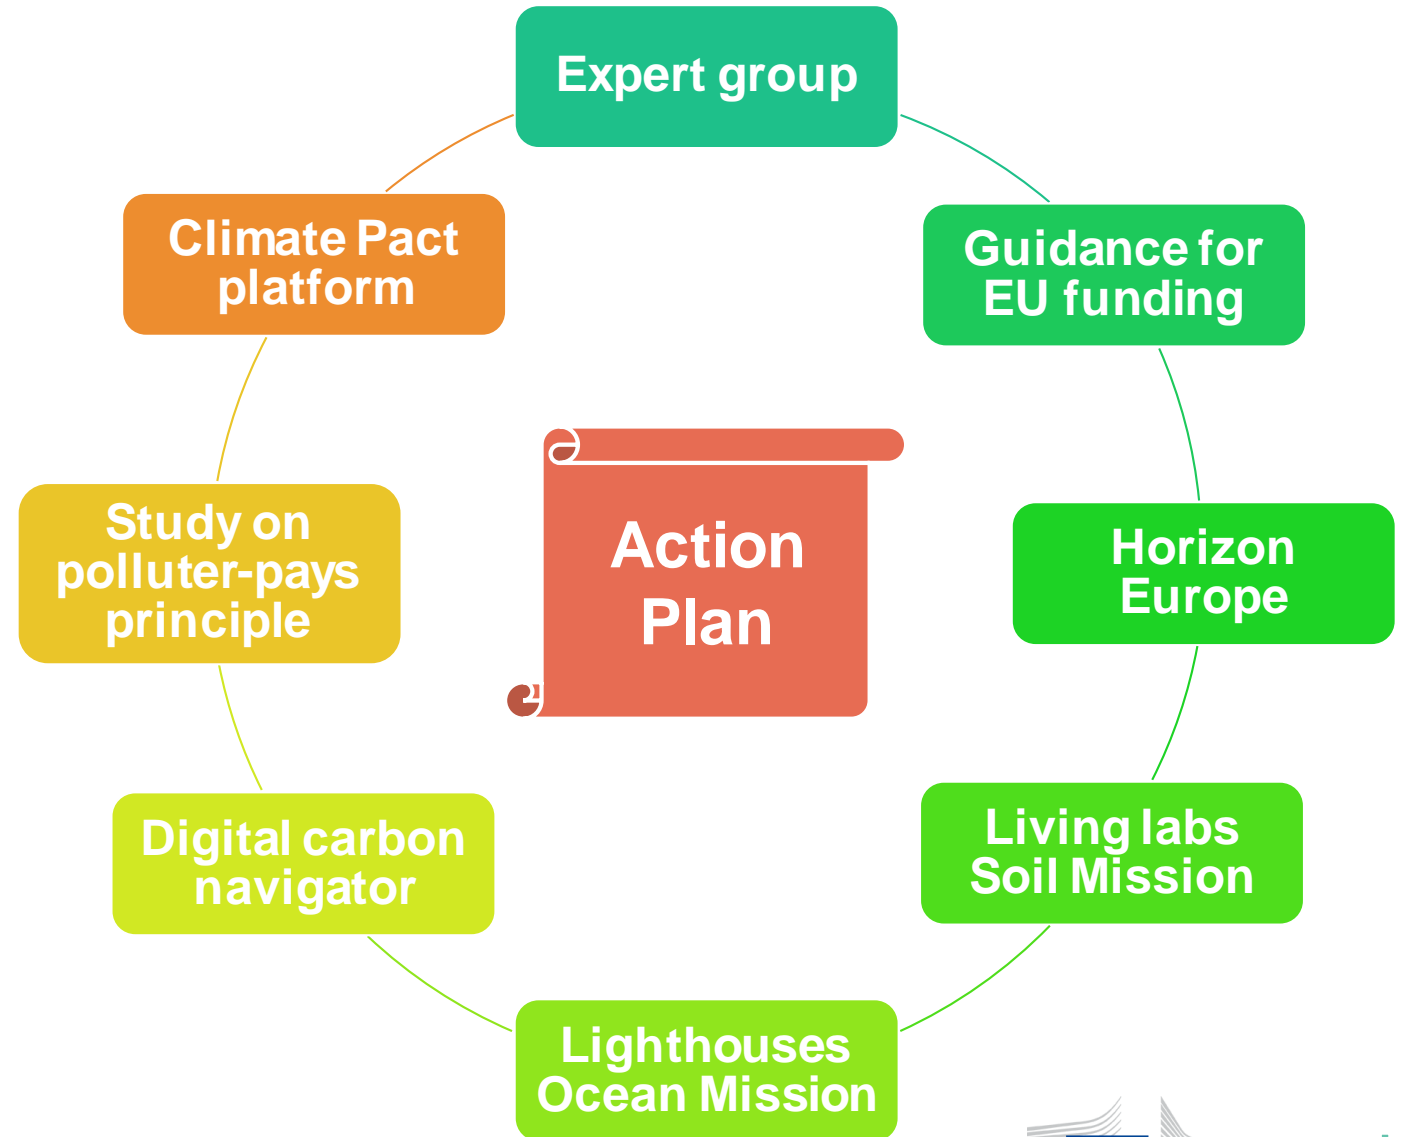 Expert group
Guidance for
EU funding
Horizon
Europe
Living labs
Soil Mission
Lighthouses
Ocean Mission
Digital carbon
navigator
Study on
polluter-pays
principle
Climate Pact
platform
Action
Plan